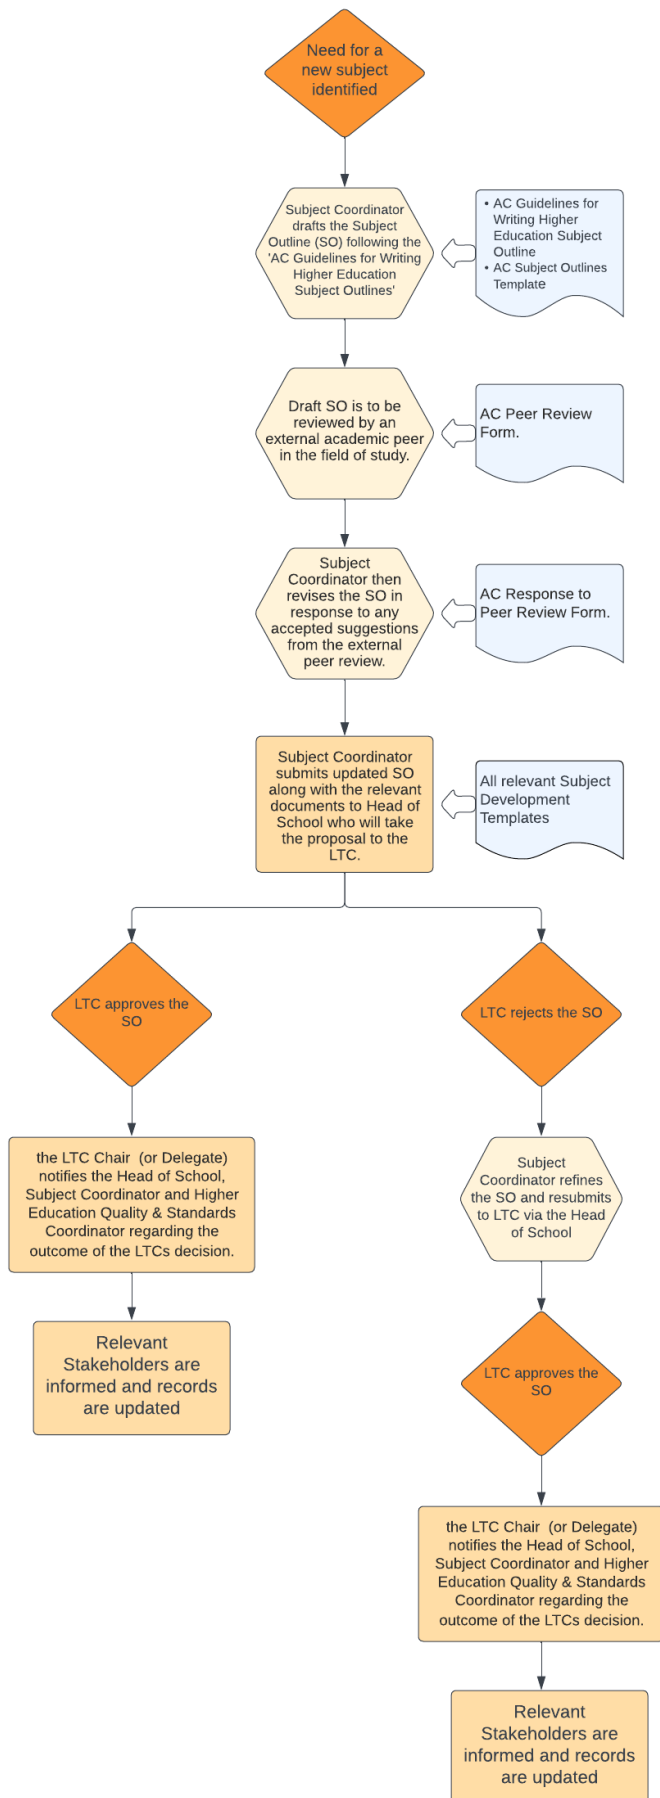 Need for a
new subject
identified
Subject Coordinator
drafts the Subject
Outline (SO) following the
'AC Guidelines for Writing
Higher Education
Subject Outlines'
• AC Guidelines for
Writing Higher
Education Subject
Outline
• AC Subject Outlines
Template
Draft SO is to be
reviewed by an
external academic peer
in the field of study.
AC Peer Review
Form.
Subject
Coordinator then
revises the SO in
response to any
accepted suggestions
from the external
peer review.
AC Response to
Peer Review Form.
Subject Coordinator
submits updated SO
along with the relevant
documents to Head of
School who will take
the proposal to the
LTC.
All relevant Subject
Development
Templates
LTC approves the
SO
the LTC Chair  (or Delegate)
notifies the Head of School,
Subject Coordinator and Higher
Education Quality & Standards
Coordinator regarding the
outcome of the LTCs decision.
Relevant
Stakeholders are
informed and records
are updated
LTC rejects the SO
Subject
Coordinator refines
the SO and resubmits
to LTC via the Head
of School
LTC approves the
SO
the LTC Chair  (or Delegate)
notifies the Head of School,
Subject Coordinator and Higher
Education Quality & Standards
Coordinator regarding the
outcome of the LTCs decision.
Relevant
Stakeholders are
informed and records
are updated